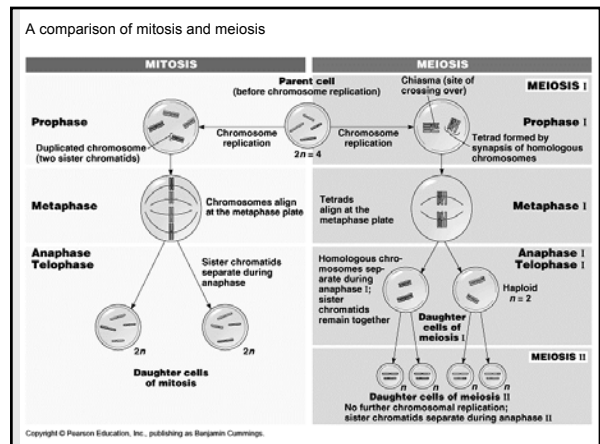 A comparison of mitosis and meiosis
MITOSIS
MEIOSIS
Parent cell
(before chromosome replication)
Chiasma (site of
crossing over)
MEIOSIS I
Prophase
Prophase I
Duplicated chromosome
(two sister chromatids)
Chromosome
replication
2n = 4
Chromosome
replication
Tetrad formed by
synapsis of homologous
chromosomes
Metaphase
Chromosomes align
at the metaphase plate
Tetrads
align at the
metaphase plate
Metaphase I
Anaphase
Telophase
Sister chromatids
separate during
anaphase
Homologous chro-
mosomes sep-
arate during
anaphase I;
sister
chromatids
remain together
Anaphase I
Telophase I
Haploid
n = 2
Daughter
cells of
meiosis I
2n
2n
Daughter cells
of mitosis
MEIOSIS II
n
n
n
n
Daughter cells of meiosis II
No further chromosomal replication;
sister chromatids separate during anaphase II
Copyright © Pearson Education, Inc., publishing as Benjamin Cummings.